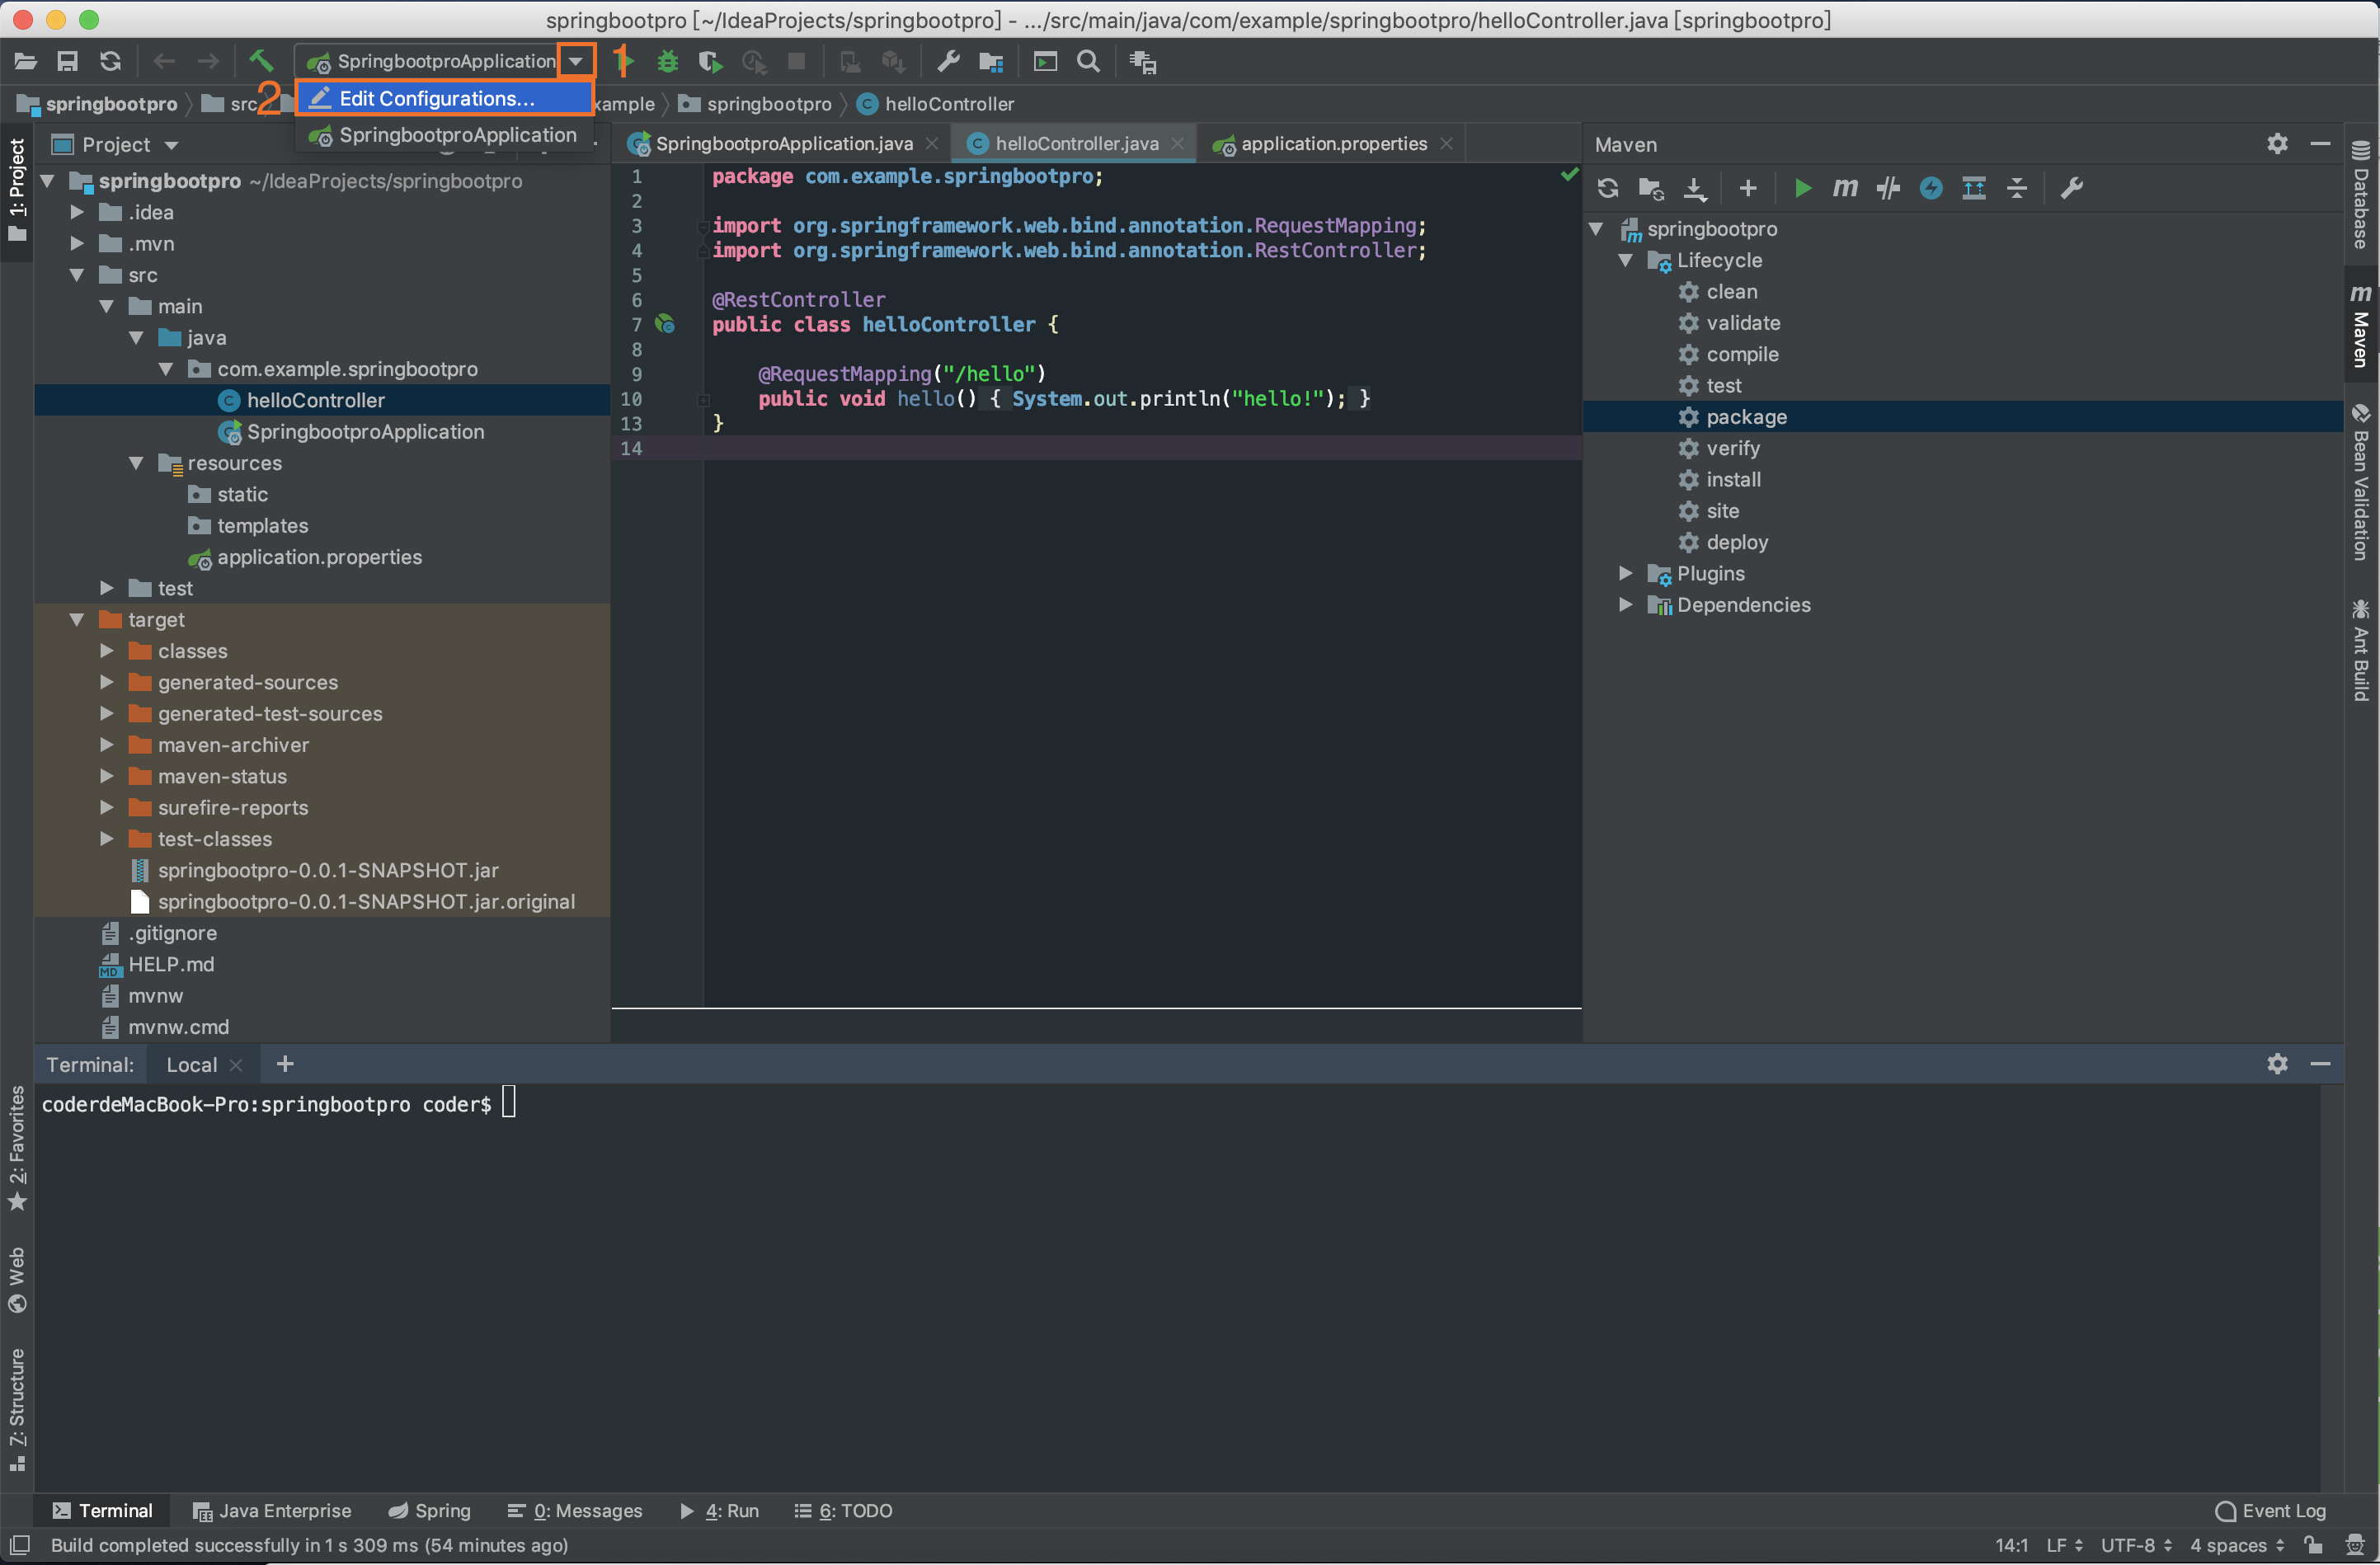 springbootpro [~/IdeaProjects/springbootpro] - .../src/main/java/com/example/springbootpro/helloController.java [springbootpro]
SpringbootproApplication
1
2
Edit Configurations...
SpringbootproApplication
springbootpro
src
xample
springbootpro
helloController
Project
SpringbootproApplication.java
helloController.java
application.properties
Maven
1: Project
springbootpro ~/IdeaProjects/springbootpro
.idea
.mvn
src
main
java
com.example.springbootpro
helloController
SpringbootproApplication
resources
static
templates
application.properties
test
target
classes
generated-sources
generated-test-sources
maven-archiver
maven-status
surefire-reports
test-classes
springbootpro-0.0.1-SNAPSHOT.jar
springbootpro-0.0.1-SNAPSHOT.jar.original
.gitignore
HELP.md
mvnw
mvnw.cmd
1 package com.example.springbootpro;
2
3 import org.springframework.web.bind.annotation.RequestMapping;
4 import org.springframework.web.bind.annotation.RestController;
5
6 @RestController
7 public class helloController {
8
9 @RequestMapping("/hello")
10 public void hello() { System.out.println("hello!"); }
13 }
14
springbootpro
Lifecycle
clean
validate
compile
test
package
verify
install
site
deploy
Plugins
Dependencies
Database
Maven
Bean Validation
Ant Build
Terminal:
Local
coderdeMacBook-Pro:springbootpro coder$
2: Favorites
Web
Z: Structure
Terminal
Java Enterprise
Spring
0: Messages
4: Run
6: TODO
Event Log
Build completed successfully in 1 s 309 ms (54 minutes ago)
14:1
LF
UTF-8
4 spaces